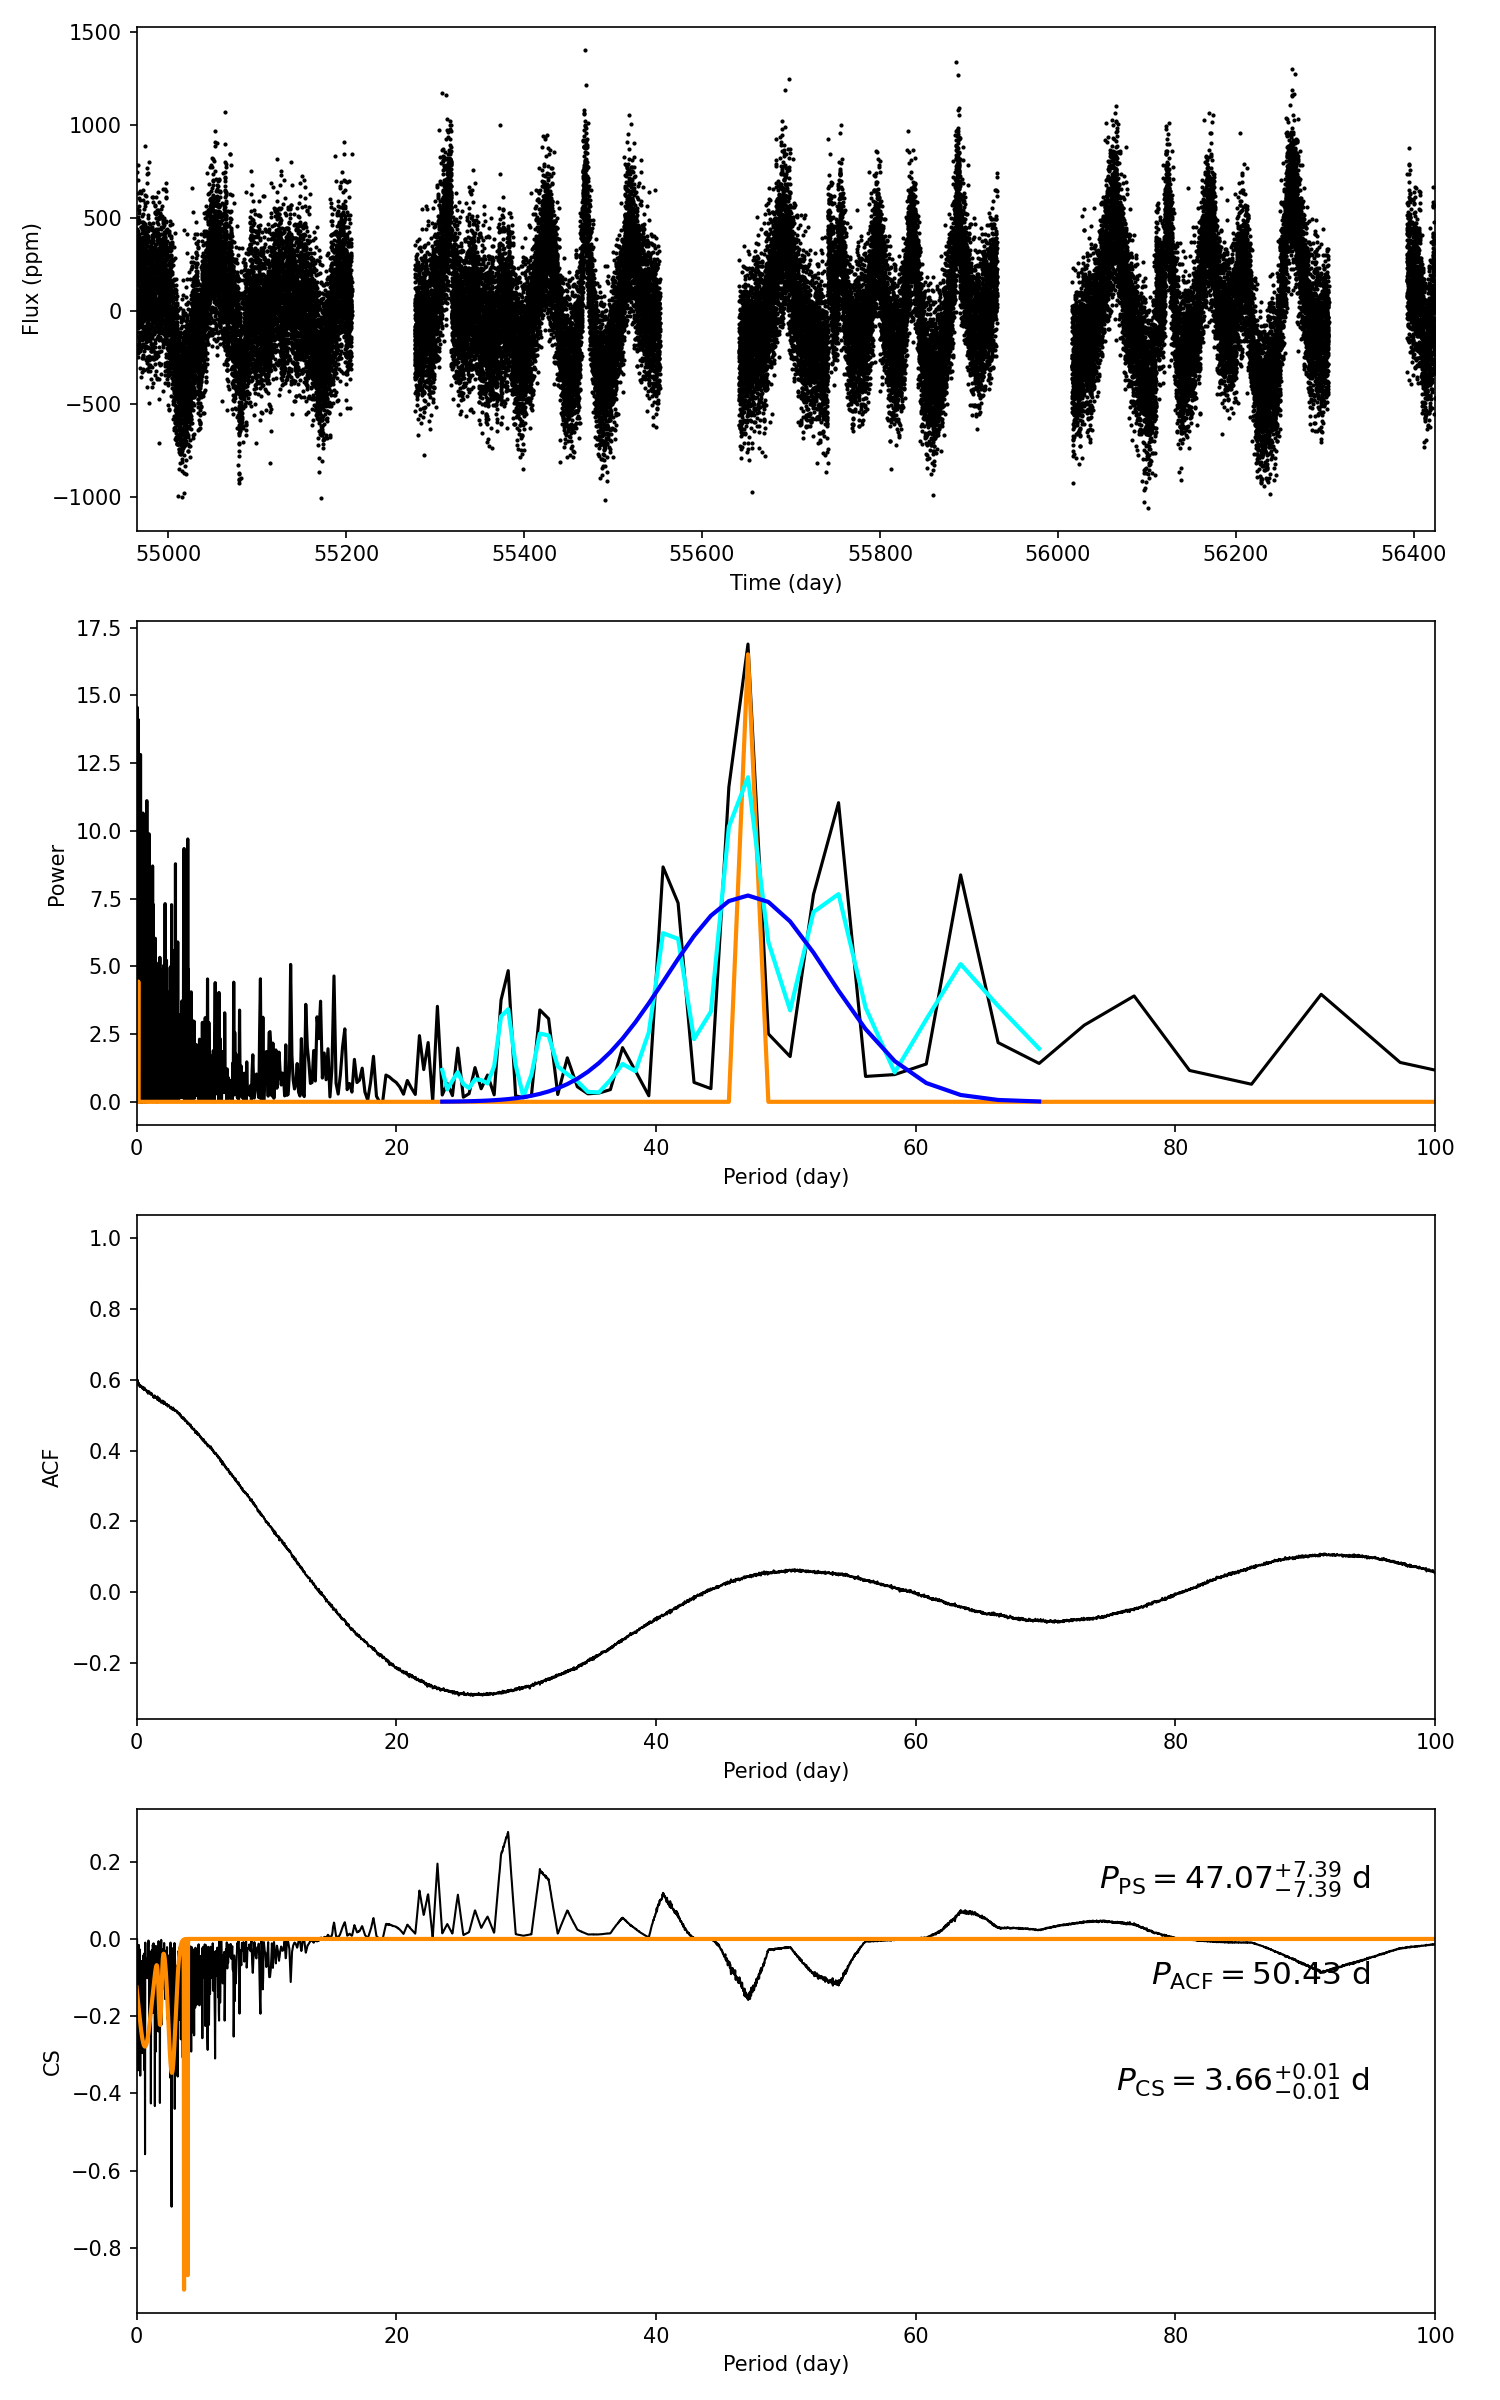 1500
1000
500
0
−500
−1000
Flux (ppm)
55000 55200 55400 55600 55800 56000 56200 56400
Time (day)
17.5
15.0
12.5
10.0
7.5
5.0
2.5
0.0
Power
0 20 40 60 80 100
Period (day)
1.0
0.8
0.6
0.4
0.2
0.0
−0.2
ACF
0 20 40 60 80 100
Period (day)
0.2
0.0
−0.2
−0.4
−0.6
−0.8
CS
P_PS = 47.07 +7.39 −7.39 d
P_ACF = 50.43 d
P_CS = 3.66 +0.01 −0.01 d
0 20 40 60 80 100
Period (day)